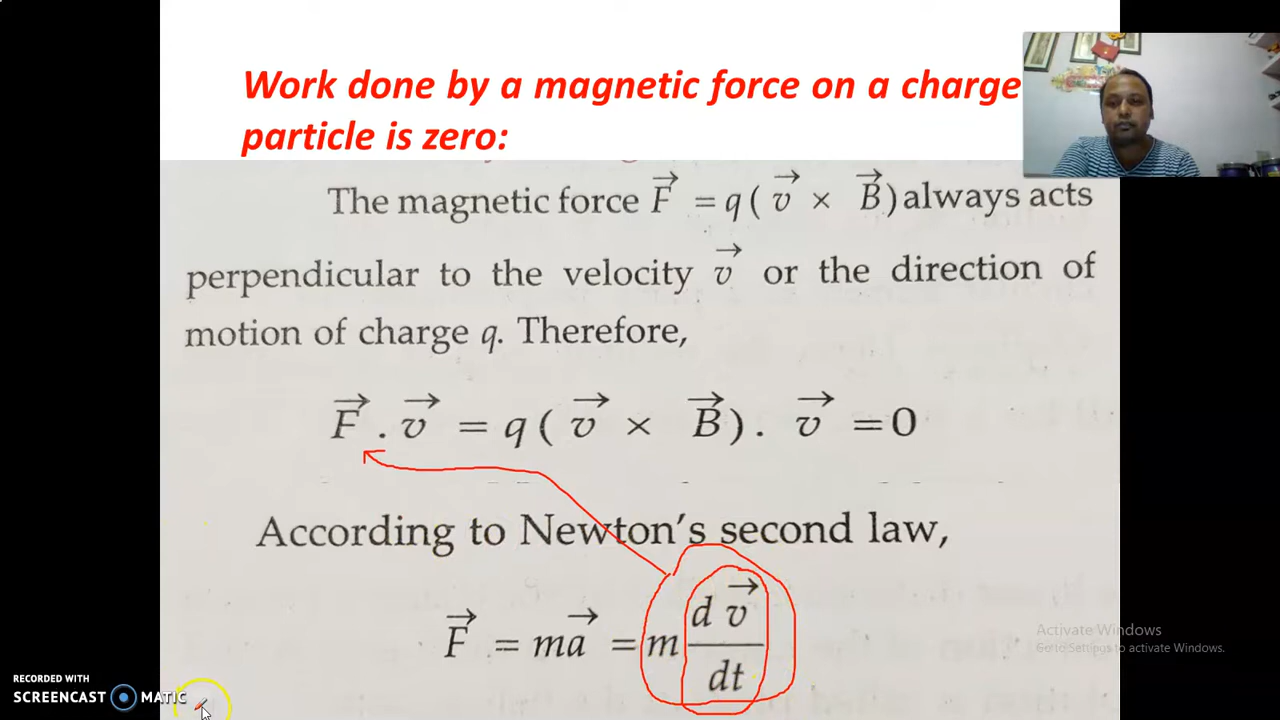 Work done by a magnetic force on a charge
particle is zero:
The magnetic force F⃗ = q ( v⃗ × B⃗ ) always acts
perpendicular to the velocity v⃗ or the direction of
motion of charge q. Therefore,
F⃗ . v⃗ = q ( v⃗ × B⃗ ) . v⃗ = 0
According to Newton's second law,
F⃗ = ma⃗ = m dv⃗/dt
Activate Windows
Go to Settings to activate Windows.
RECORDED WITH
SCREENCAST MATIC